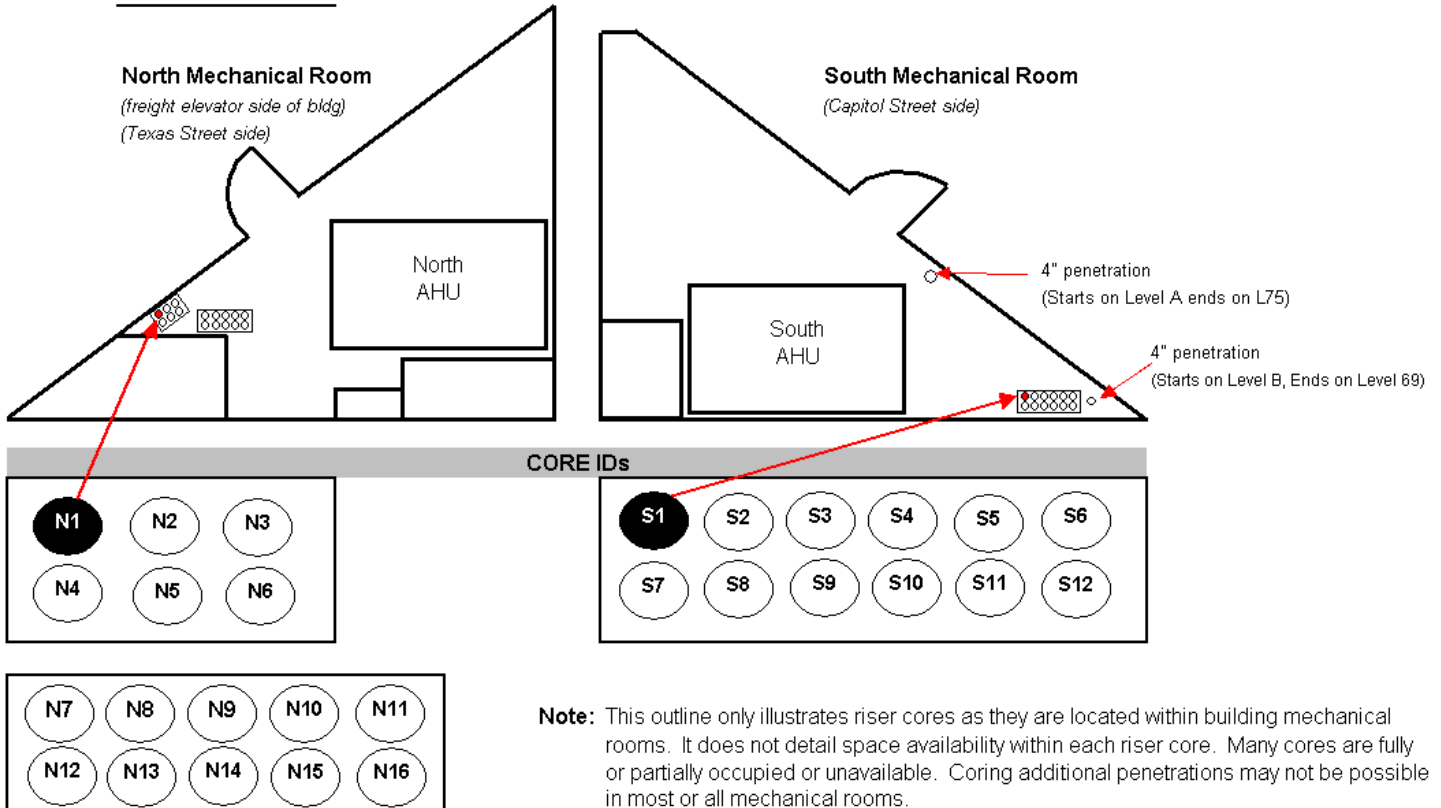 North Mechanical Room
(freight elevator side of bldg)
(Texas Street side)
South Mechanical Room
(Capitol Street side)
North
AHU
South
AHU
4" penetration
(Starts on Level A ends on L75)
4" penetration
(Starts on Level B, Ends on Level 69)
CORE IDs
N1 N2 N3
N4 N5 N6
S1 S2 S3 S4 S5 S6
S7 S8 S9 S10 S11 S12
N7 N8 N9 N10 N11
N12 N13 N14 N15 N16
Note: This outline only illustrates riser cores as they are located within building mechanical
rooms. It does not detail space availability within each riser core. Many cores are fully
or partially occupied or unavailable. Coring additional penetrations may not be possible
in most or all mechanical rooms.